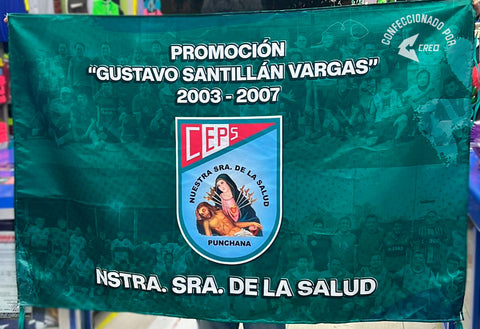 CONFECCIONADO POR
CREO
PROMOCIÓN
“GUSTAVO SANTILLÁN VARGAS”
2003 - 2007
CEPS
NUESTRA SRA. DE LA SALUD
PUNCHANA
NSTRA. SRA. DE LA SALUD